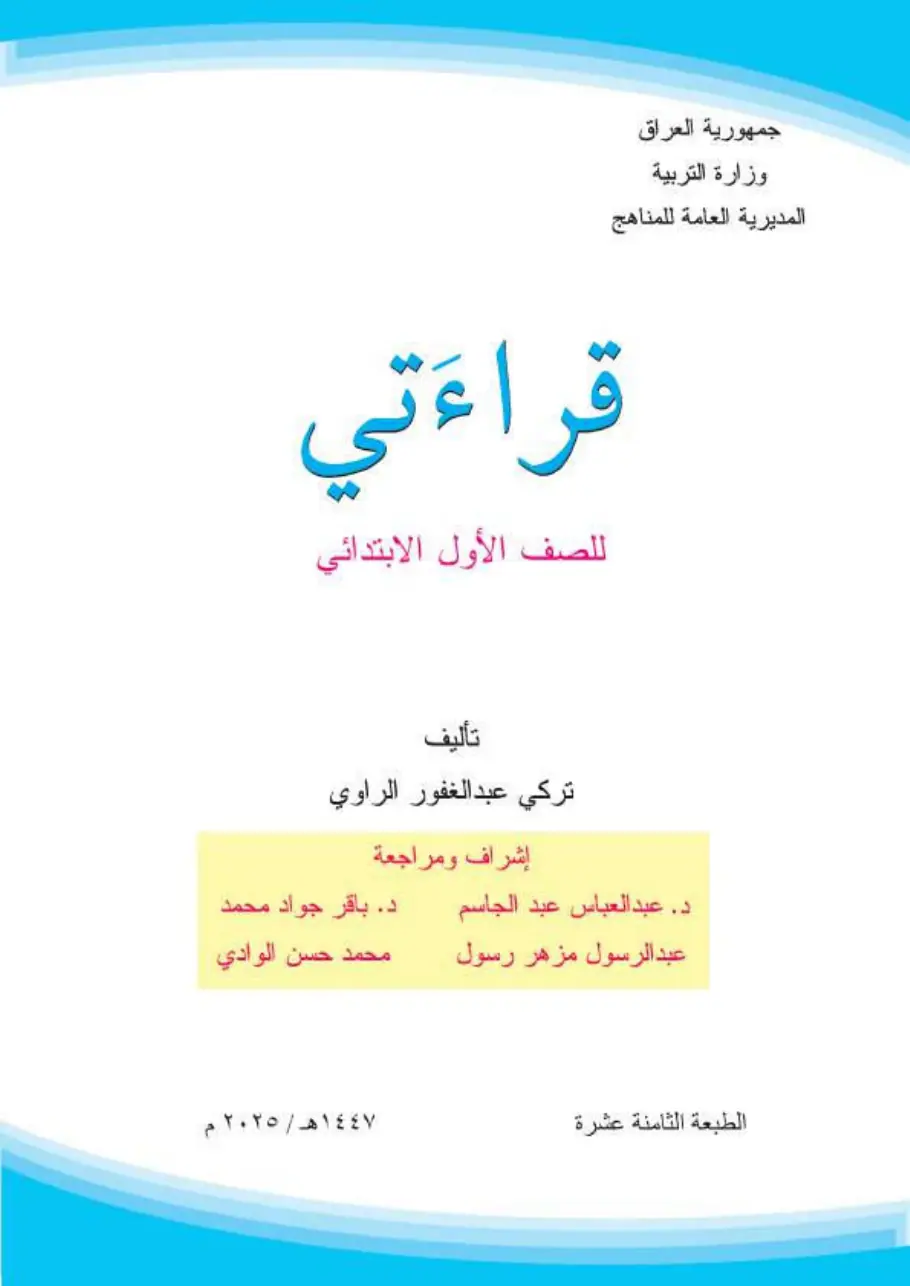 جمهورية العراق
وزارة التربية
المديرية العامة للمناهج
قراءَتي
للصف الأول الابتدائي
تأليف
تركي عبدالغفور الراوي
إشراف ومراجعة
د. عبدالعباس عبد الجاسم د. باقر جواد محمد
عبدالرسول مزهر رسول محمد حسن الوادي
الطبعة الثامنة عشرة ١٤٤٧هـ / ٢٠٢٥ م